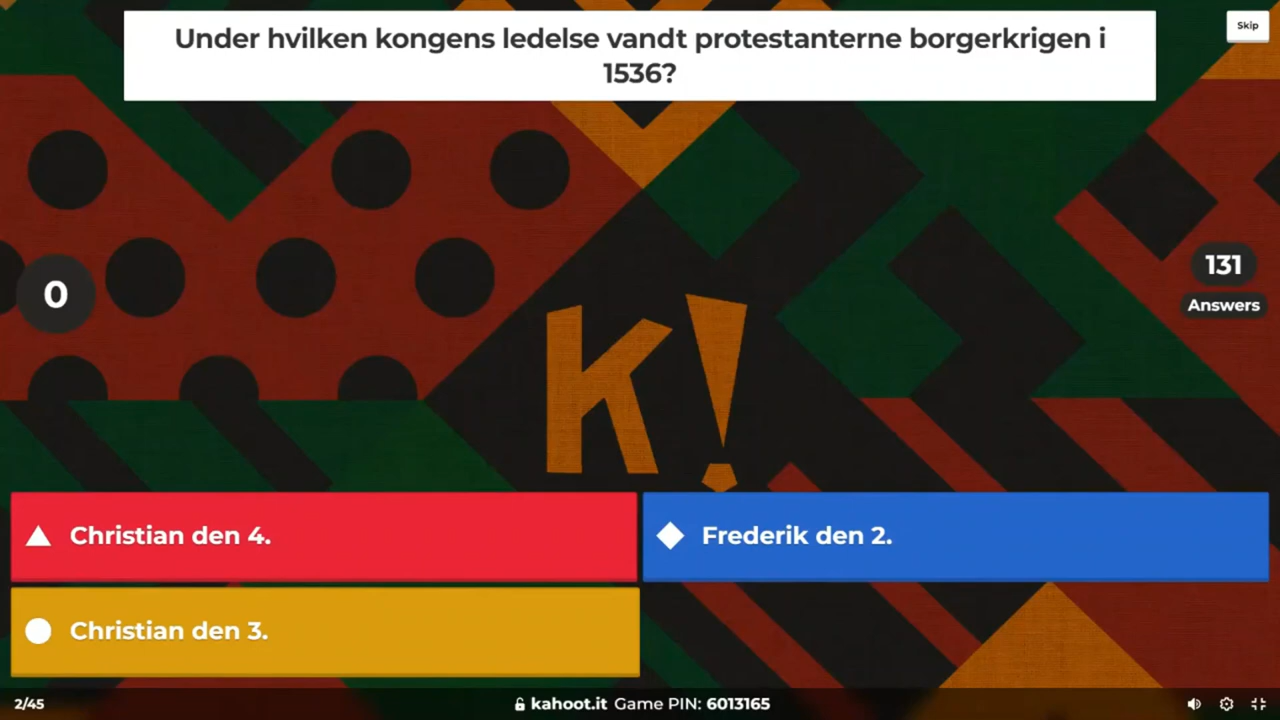 Under hvilken kongens ledelse vandt protestanterne borgerkrigen i
1536?
Skip
0
131
Answers
K!
Christian den 4.
Frederik den 2.
Christian den 3.
2/45
kahoot.it Game PIN: 6013165